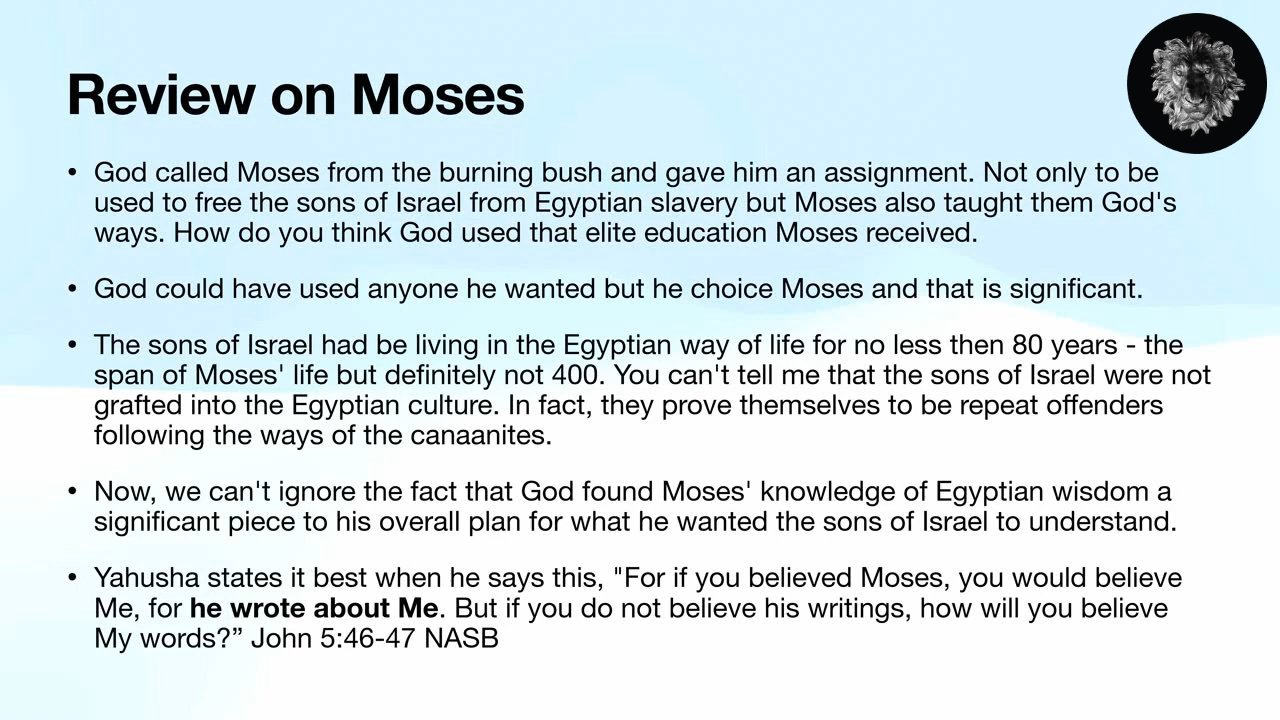 Review on Moses
• God called Moses from the burning bush and gave him an assignment. Not only to be
used to free the sons of Israel from Egyptian slavery but Moses also taught them God's
ways. How do you think God used that elite education Moses received.
• God could have used anyone he wanted but he choice Moses and that is significant.
• The sons of Israel had be living in the Egyptian way of life for no less then 80 years - the
span of Moses' life but definitely not 400. You can't tell me that the sons of Israel were not
grafted into the Egyptian culture. In fact, they prove themselves to be repeat offenders
following the ways of the canaanites.
• Now, we can't ignore the fact that God found Moses' knowledge of Egyptian wisdom a
significant piece to his overall plan for what he wanted the sons of Israel to understand.
• Yahusha states it best when he says this, "For if you believed Moses, you would believe
Me, for he wrote about Me. But if you do not believe his writings, how will you believe
My words?” John 5:46-47 NASB